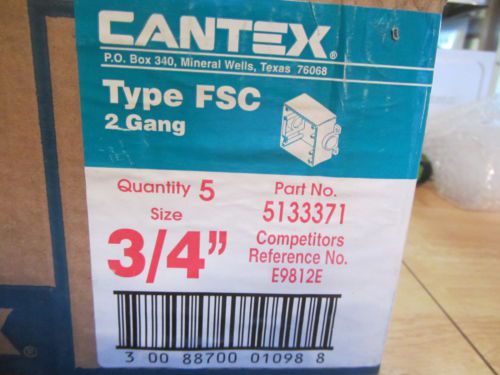 CANTEX®
P.O. Box 340, Mineral Wells, Texas 76068
Type FSC
2 Gang
Quantity 5
Size
3/4"
Part No.
5133371
Competitors
Reference No.
E9812E
3 00 88700 01098 8
®